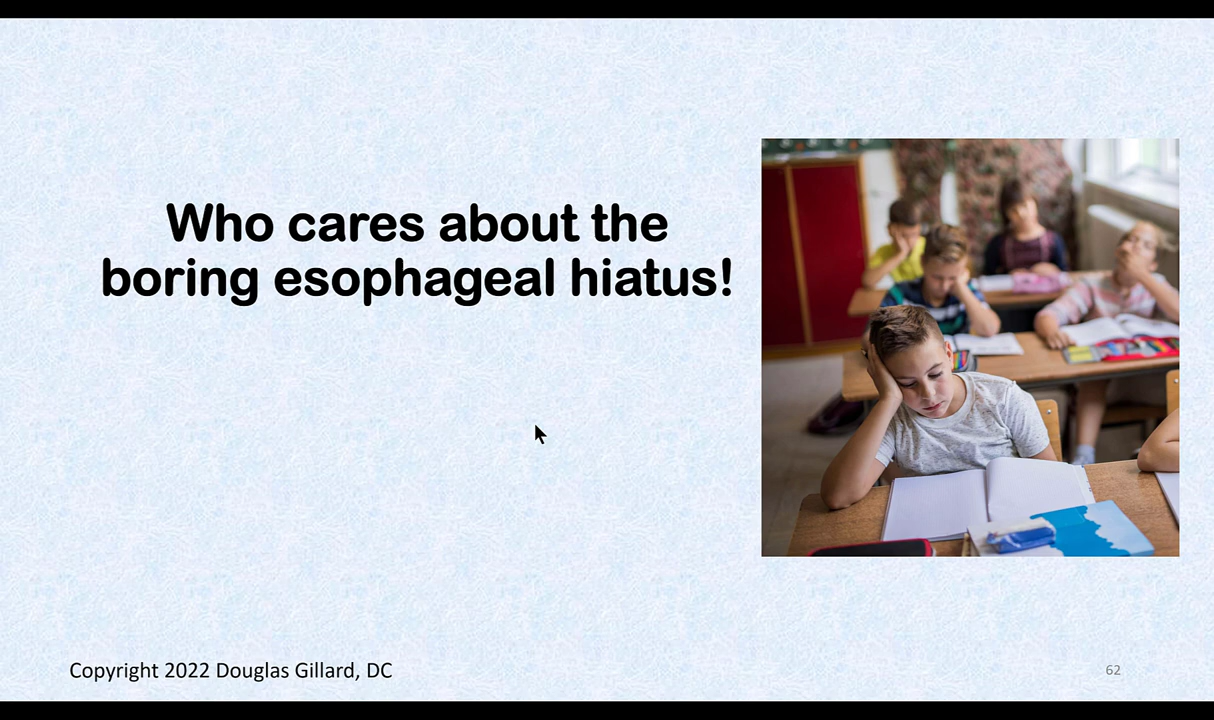 Who cares about the
boring esophageal hiatus!
Copyright 2022 Douglas Gillard, DC
62